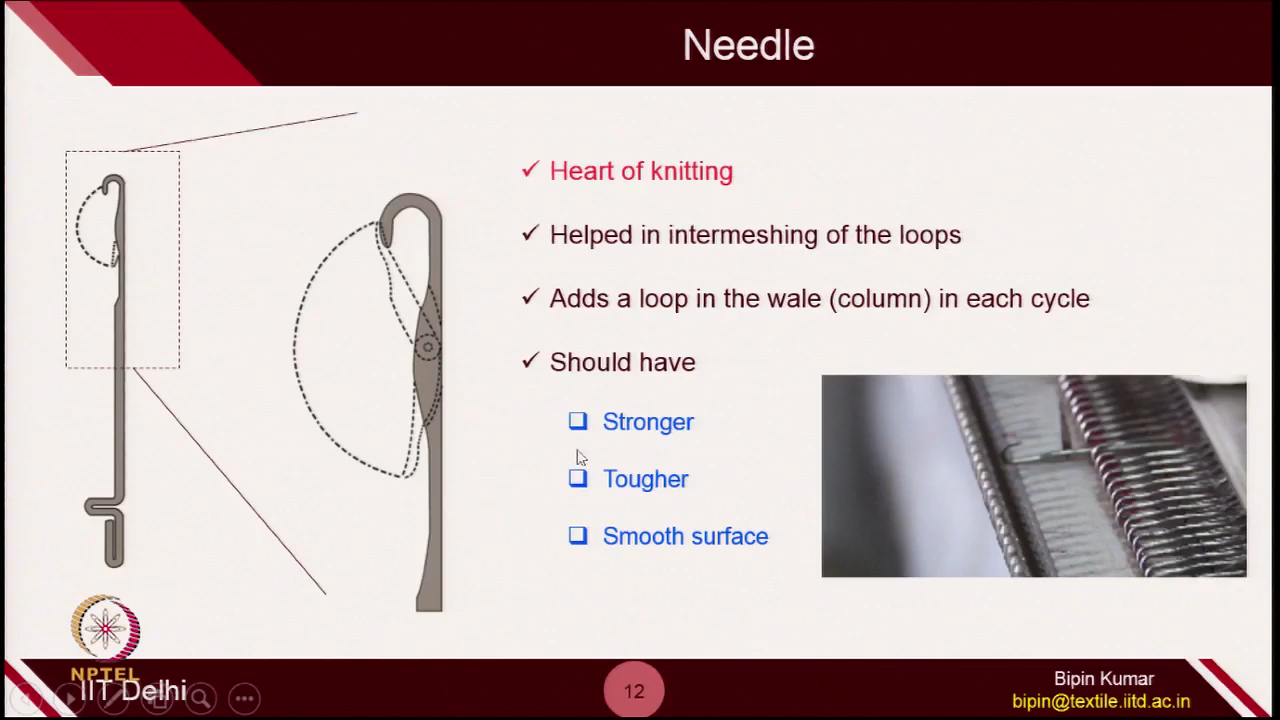 Needle
Heart of knitting
Helped in intermeshing of the loops
Adds a loop in the wale (column) in each cycle
Should have
Stronger
Tougher
Smooth surface
NPTEL
IIT Delhi
12
Bipin Kumar
bipin@textile.iitd.ac.in